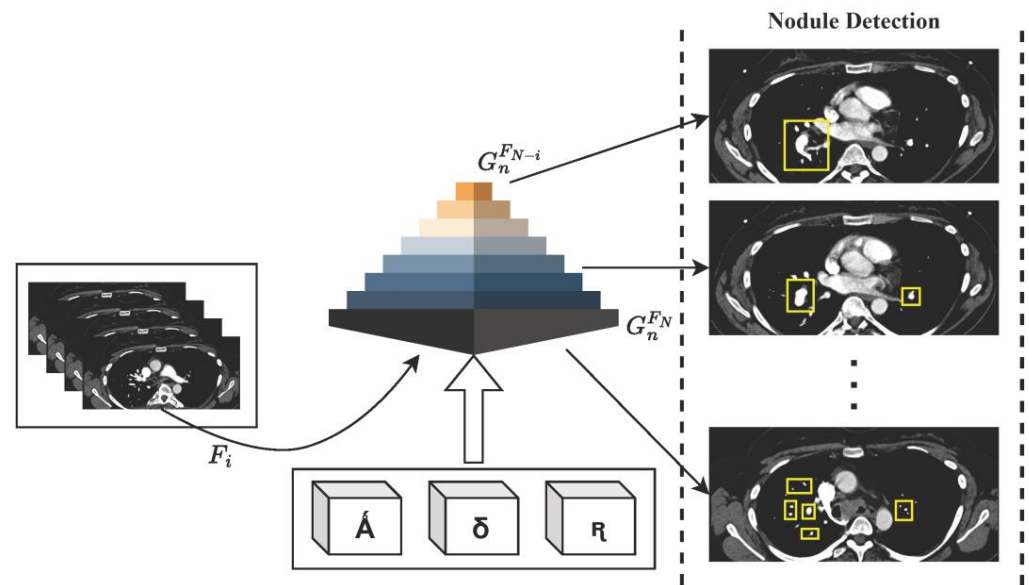 Nodule Detection
$G_n^{F_{N-i}}$
$G_n^{F_N}$
$F_i$
Á
δ
ʀ